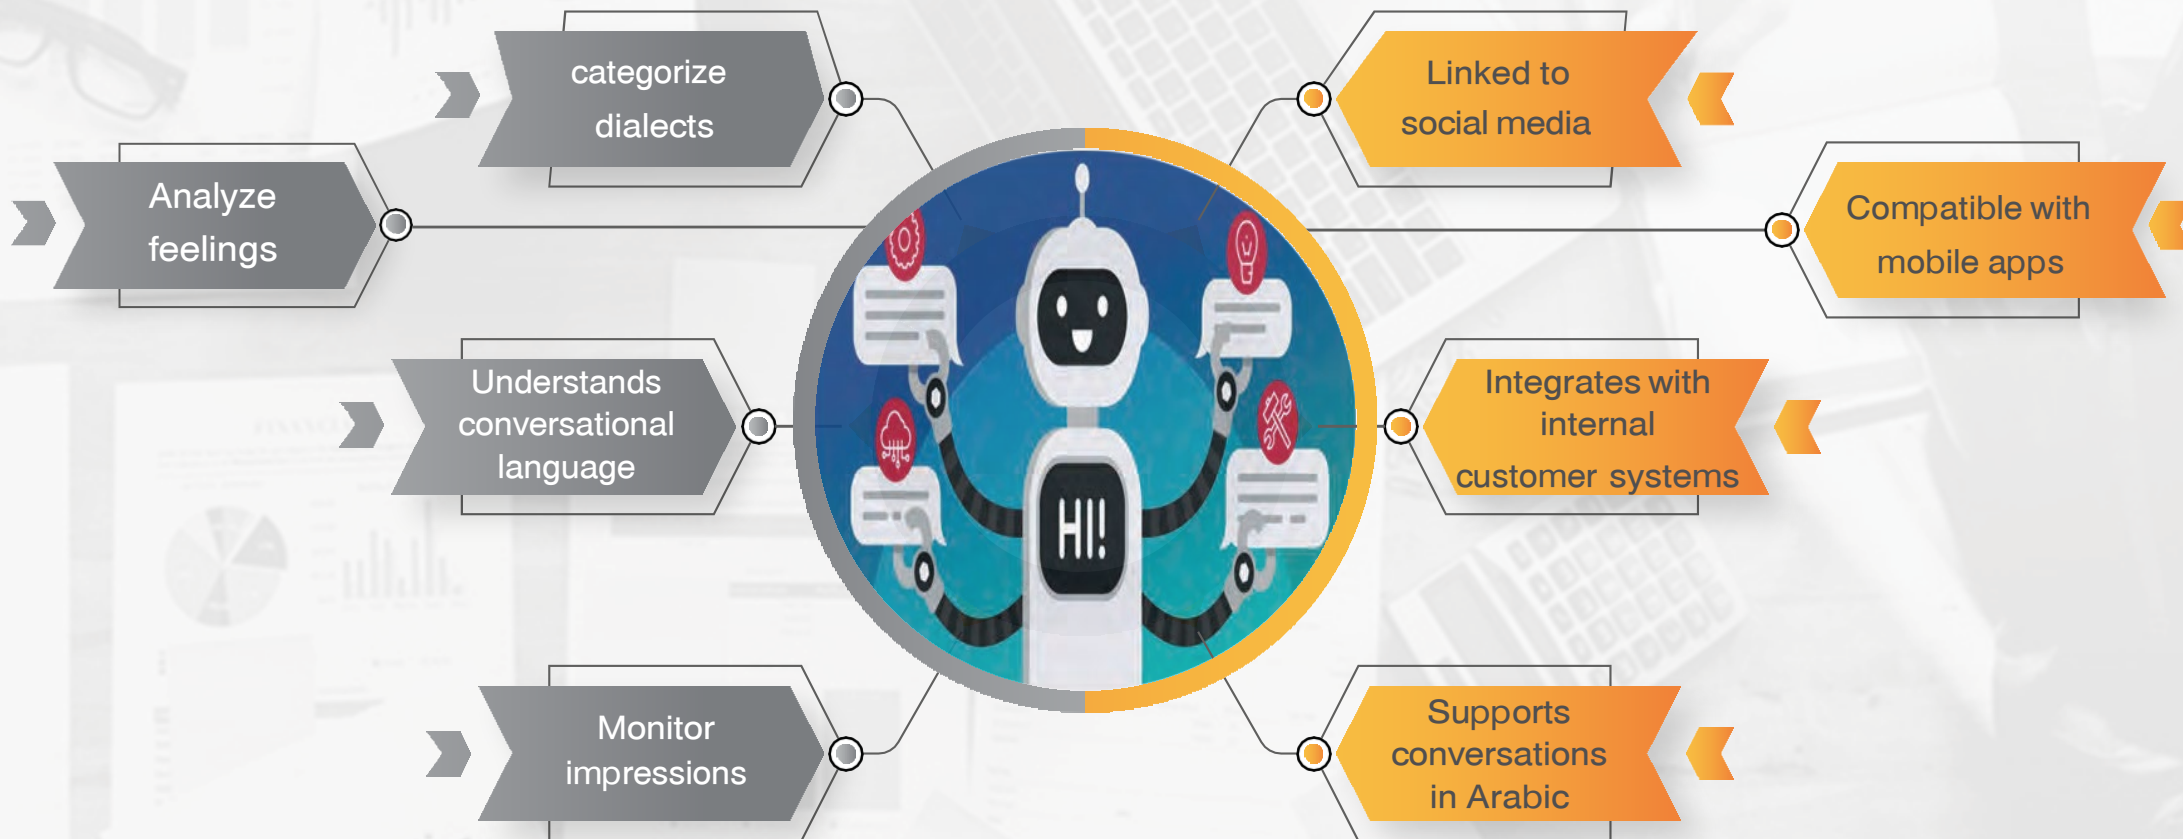 categorize
dialects
Analyze
feelings
Understands
conversational
language
Monitor
impressions
HI!
Linked to
social media
Compatible with
mobile apps
Integrates with
internal
customer systems
Supports
conversations
in Arabic